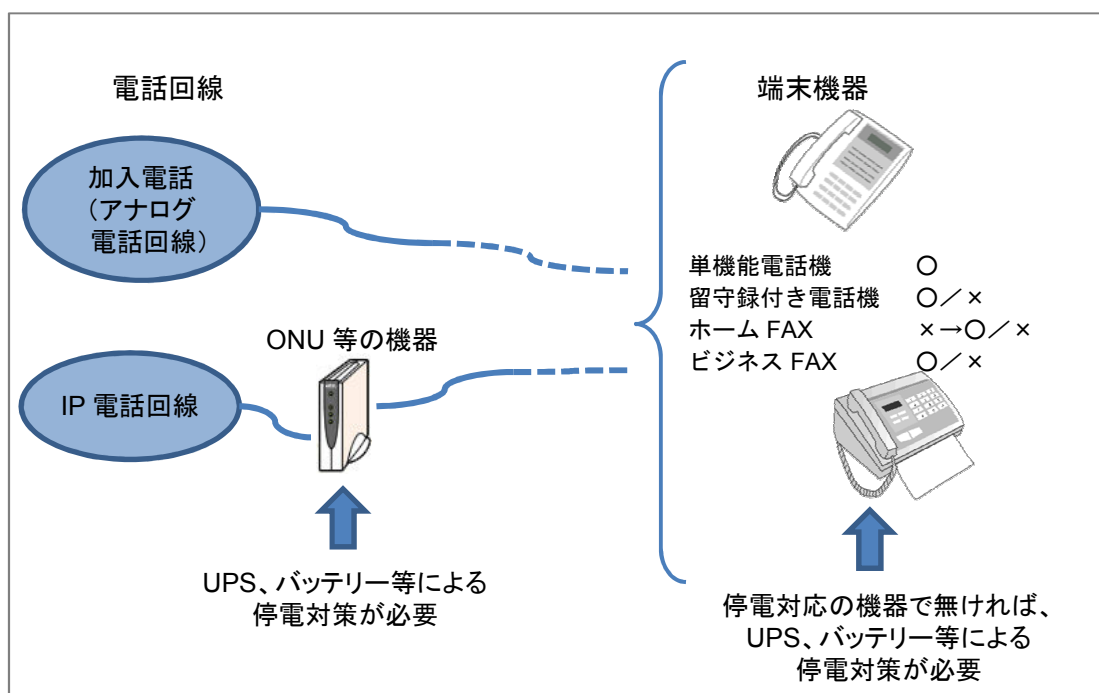 電話回線
加入電話
（アナログ
電話回線）
IP 電話回線
ONU 等の機器
UPS、バッテリー等による
停電対策が必要
端末機器
単機能電話機 ○
留守録付き電話機 ○／×
ホーム FAX ×→○／×
ビジネス FAX ○／×
停電対応の機器で無ければ、
UPS、バッテリー等による
停電対策が必要